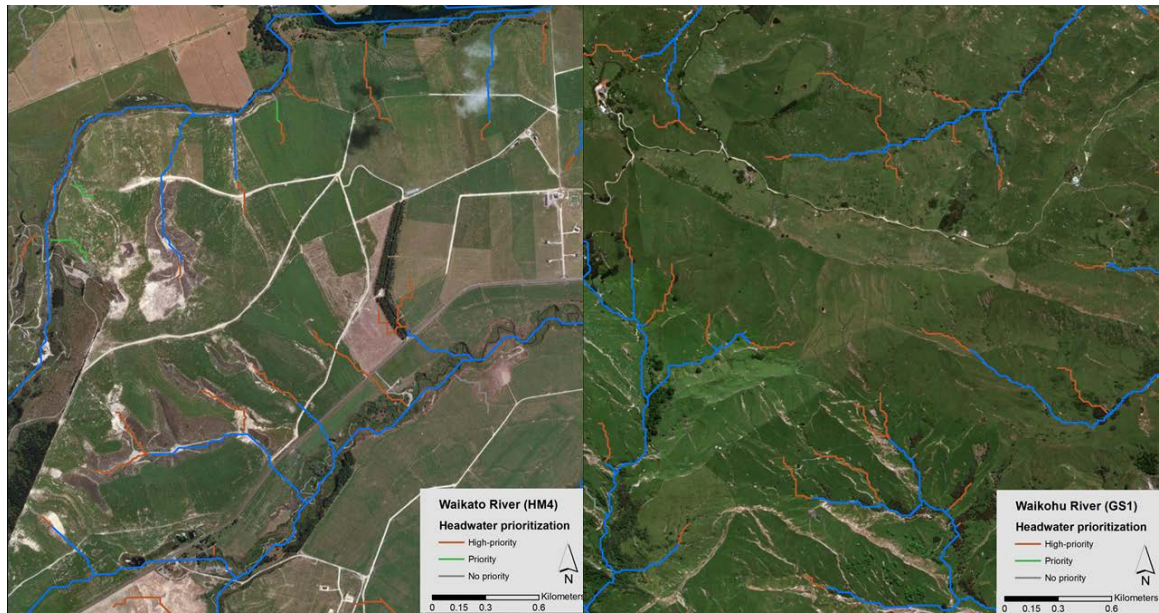 Waikato River (HM4)
Headwater prioritization
High-priority
Priority
No priority
Kilometers
0 0.15 0.3 0.6
N
Waikohu River (GS1)
Headwater prioritization
High-priority
Priority
No priority
Kilometers
0 0.15 0.3 0.6
N